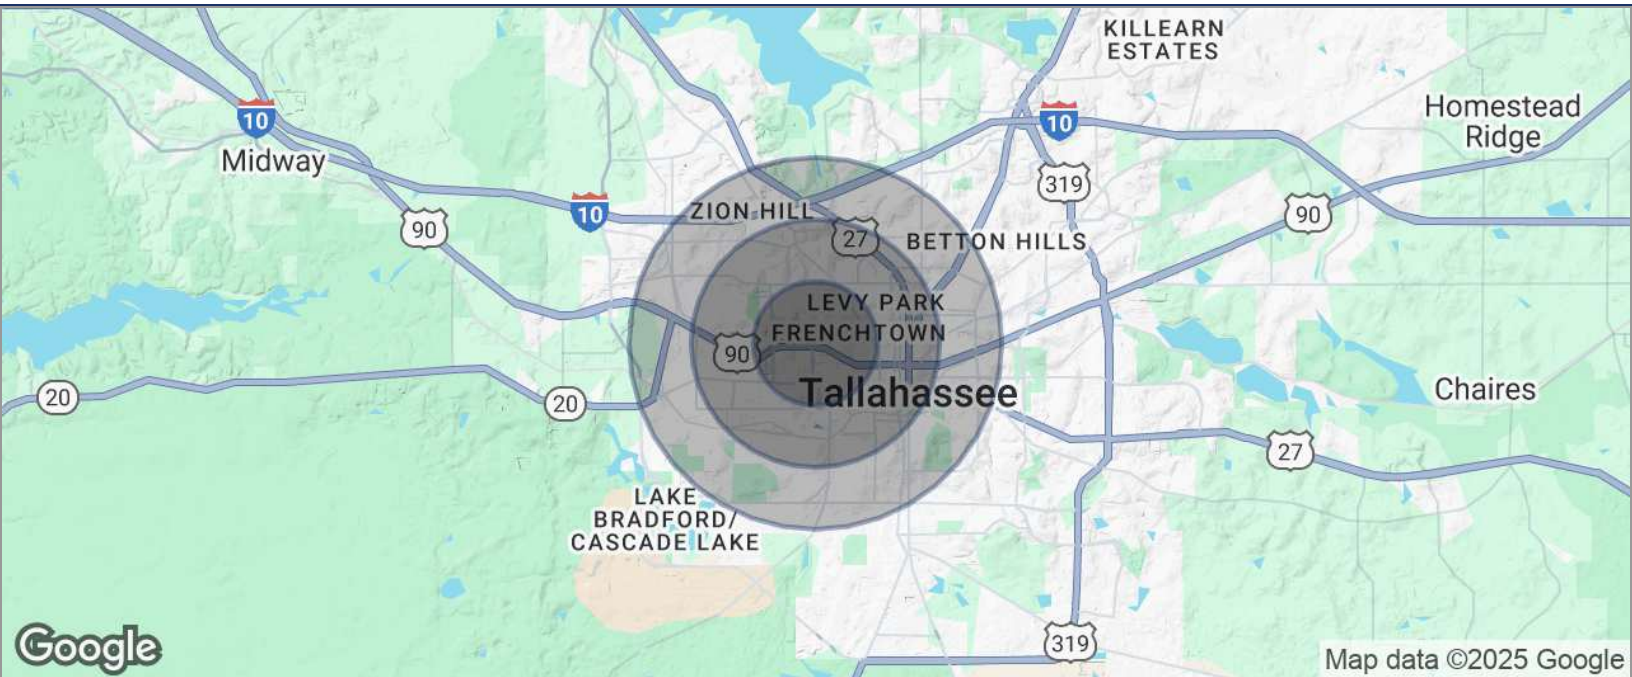 KILLEARN
ESTATES
Homestead
Ridge
10
10
Midway
319
10
90
ZION HILL
90
27
BETTON HILLS
LEVY PARK
FRENCHTOWN
90
Tallahassee
20
20
Chaires
27
LAKE
BRADFORD/
CASCADE LAKE
319
Google
Map data ©2025 Google